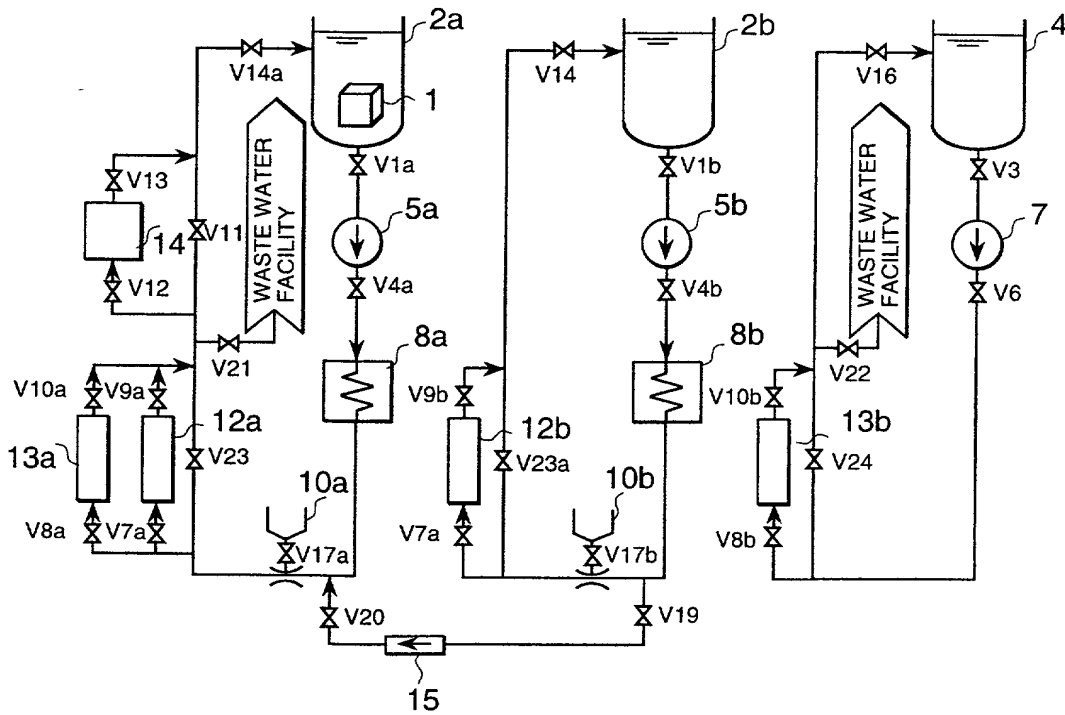 2a
2b
4
V14a
V14
V16
1
V1a
V1b
V3
V13
5a
5b
7
14
V11
WASTE WATER
FACILITY
WASTE WATER
FACILITY
V12
V4a
V4b
V6
8a
8b
V21
V22
V10a
V9a
V9b
V10b
12a
12b
13b
13a
V23
V23a
V24
10a
10b
V8a
V7a
V7a
V8b
V17a
V17b
V20
V19
15